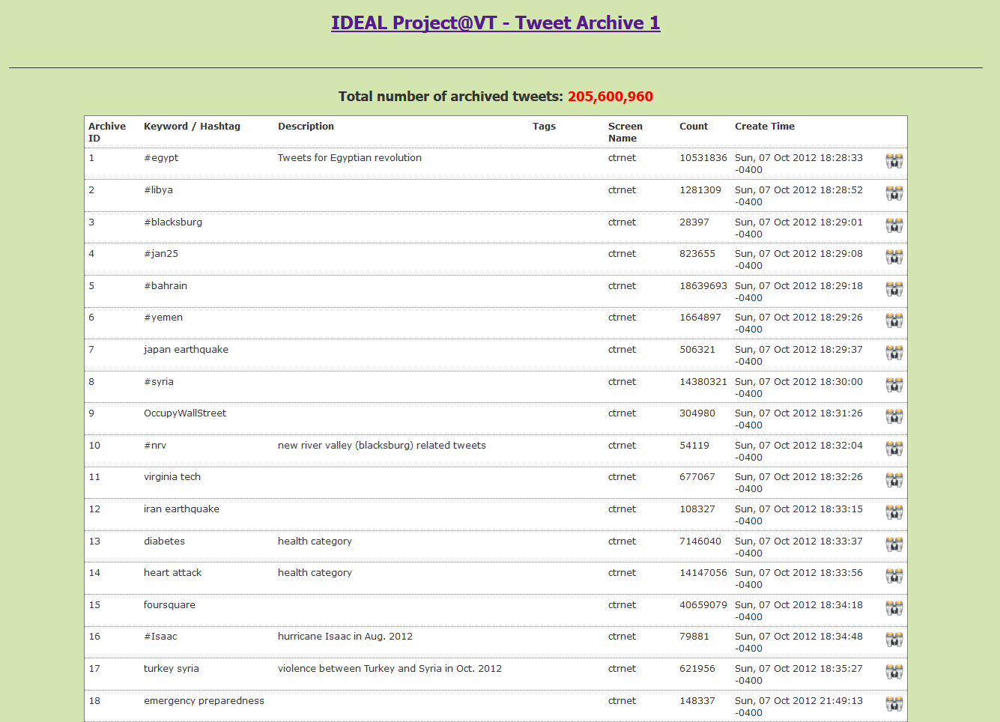 IDEAL Project@VT - Tweet Archive 1
Total number of archived tweets: 205,600,960
Archive ID Keyword / Hashtag Description Tags Screen Name Count Create Time
1 #egypt Tweets for Egyptian revolution ctrnet 10531836 Sun, 07 Oct 2012 18:28:33 -0400
2 #libya ctrnet 1281309 Sun, 07 Oct 2012 18:28:52 -0400
3 #blacksburg ctrnet 28397 Sun, 07 Oct 2012 18:29:01 -0400
4 #jan25 ctrnet 823655 Sun, 07 Oct 2012 18:29:08 -0400
5 #bahrain ctrnet 18639693 Sun, 07 Oct 2012 18:29:18 -0400
6 #yemen ctrnet 1664897 Sun, 07 Oct 2012 18:29:26 -0400
7 japan earthquake ctrnet 506321 Sun, 07 Oct 2012 18:29:37 -0400
8 #syria ctrnet 14380321 Sun, 07 Oct 2012 18:30:00 -0400
9 OccupyWallStreet ctrnet 304980 Sun, 07 Oct 2012 18:31:26 -0400
10 #nrv new river valley (blacksburg) related tweets ctrnet 54119 Sun, 07 Oct 2012 18:32:04 -0400
11 virginia tech ctrnet 677067 Sun, 07 Oct 2012 18:32:26 -0400
12 iran earthquake ctrnet 108327 Sun, 07 Oct 2012 18:33:15 -0400
13 diabetes health category ctrnet 7146040 Sun, 07 Oct 2012 18:33:37 -0400
14 heart attack health category ctrnet 14147056 Sun, 07 Oct 2012 18:33:56 -0400
15 foursquare ctrnet 40659079 Sun, 07 Oct 2012 18:34:18 -0400
16 #Isaac hurricane Isaac in Aug. 2012 ctrnet 79881 Sun, 07 Oct 2012 18:34:48 -0400
17 turkey syria violence between Turkey and Syria in Oct. 2012 ctrnet 621956 Sun, 07 Oct 2012 18:35:27 -0400
18 emergency preparedness ctrnet 148337 Sun, 07 Oct 2012 21:49:13 -0400